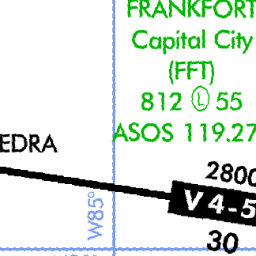 FRANKFORT
Capital City
(FFT)
812 Ⓛ 55
ASOS 119.27
EDRA
2800
V 4-5
W85°
30